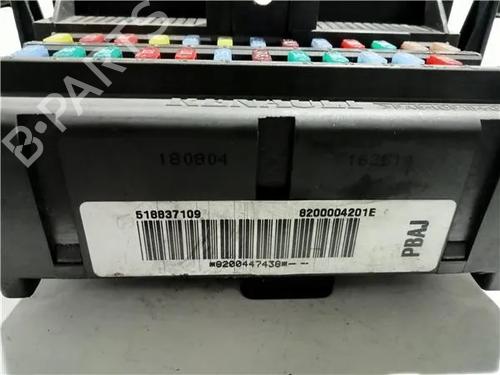 RENAULT
180804
518837109
8200004201E
*8200447438*--
PBAJ
B-PARTS